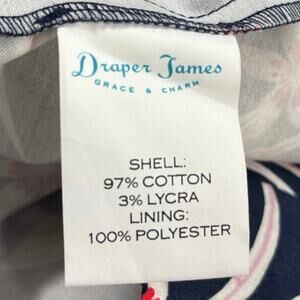 Draper James
GRACE & CHARM
SHELL:
97% COTTON
3% LYCRA
LINING:
100% POLYESTER